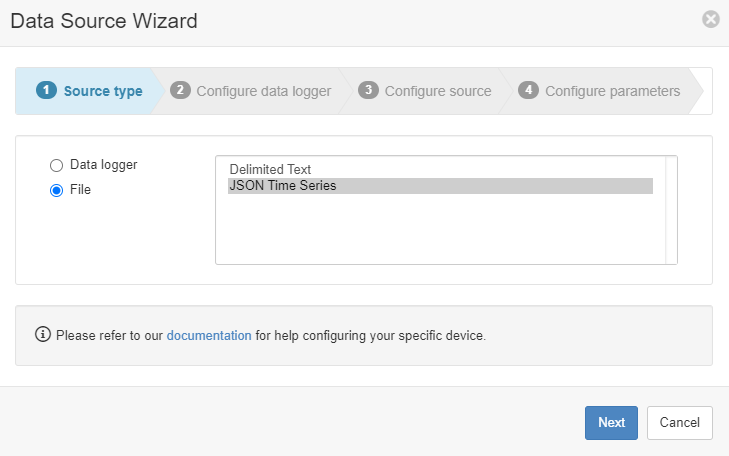 Data Source Wizard
1 Source type 2 Configure data logger 3 Configure source 4 Configure parameters
Data logger
File
Delimited Text
JSON Time Series
Please refer to our documentation for help configuring your specific device.
Next Cancel